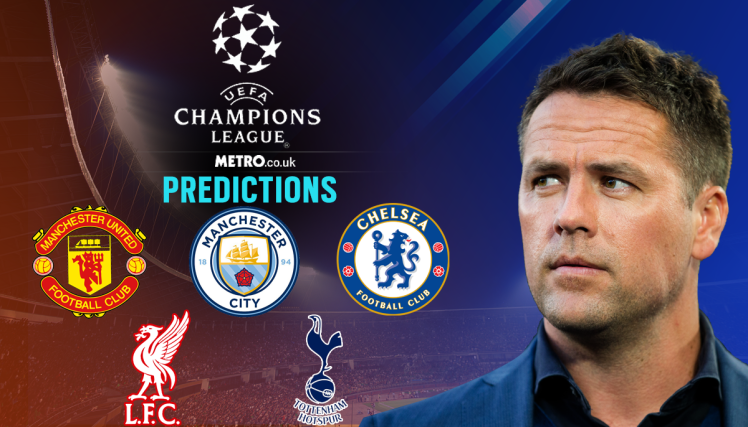 UEFA
CHAMPIONS
LEAGUE®
METRO.co.uk
PREDICTIONS
MANCHESTER UNITED
FOOTBALL CLUB
MANCHESTER
18 94
CITY
CHELSEA
FOOTBALL CLUB
L.F.C.
TOTTENHAM
HOTSPUR